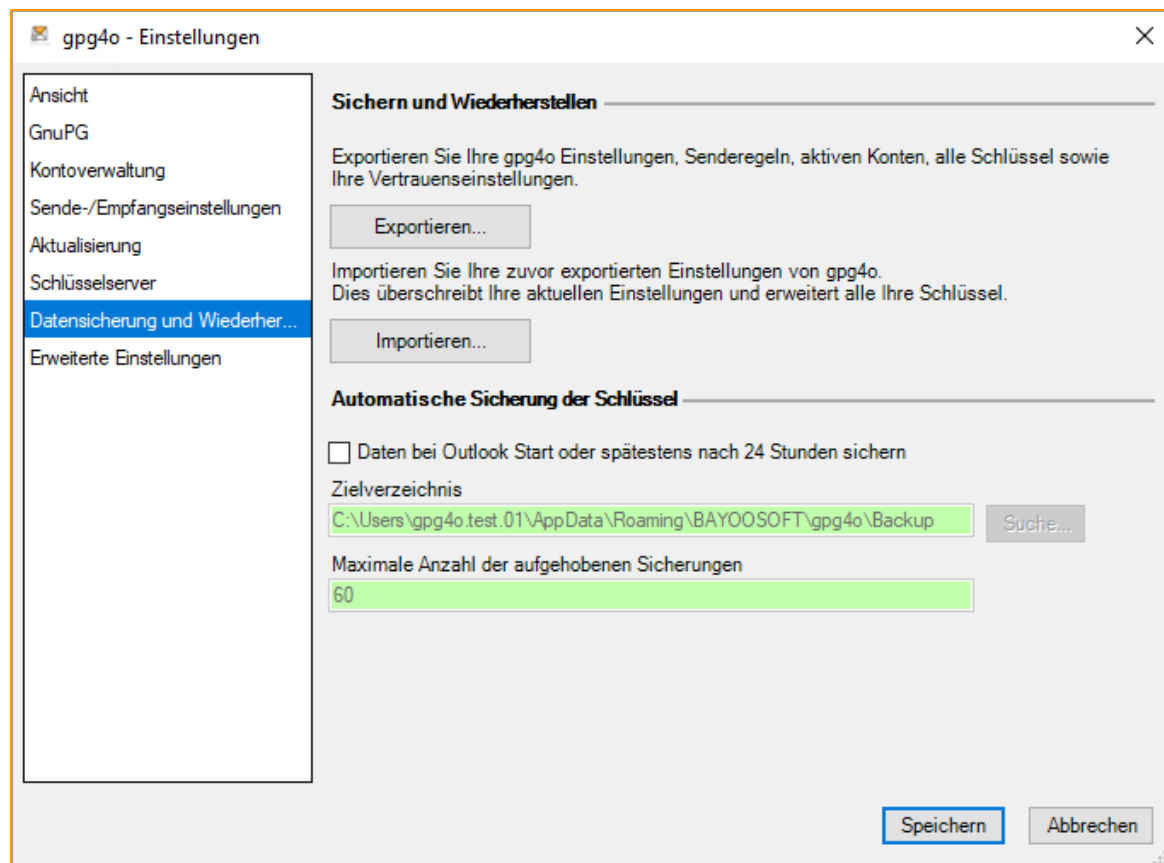 gpg4o - Einstellungen
Ansicht
GnuPG
Kontoverwaltung
Sende-/Empfangseinstellungen
Aktualisierung
Schlüsselserver
Datensicherung und Wiederher...
Erweiterte Einstellungen
Sichern und Wiederherstellen
Exportieren Sie Ihre gpg4o Einstellungen, Senderegeln, aktiven Konten, alle Schlüssel sowie
Ihre Vertrauenseinstellungen.
Exportieren...
Importieren Sie Ihre zuvor exportierten Einstellungen von gpg4o.
Dies überschreibt Ihre aktuellen Einstellungen und erweitert alle Ihre Schlüssel.
Importieren...
Automatische Sicherung der Schlüssel
Daten bei Outlook Start oder spätestens nach 24 Stunden sichern
Zielverzeichnis
C:\Users\gpg4o.test.01\AppData\Roaming\BAYOOSOFT\gpg4o\Backup
Suche...
Maximale Anzahl der aufgehobenen Sicherungen
60
Speichern
Abbrechen